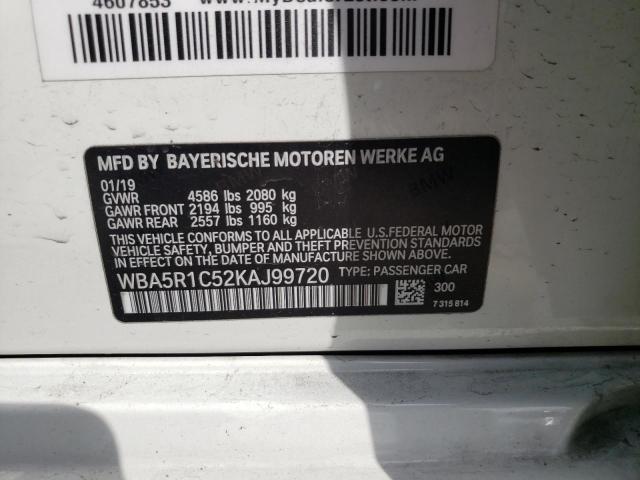 4607853
MFD BY BAYERISCHE MOTOREN WERKE AG
01/19
GVWR 4586 lbs 2080 kg
GAWR FRONT 2194 lbs 995 kg
GAWR REAR 2557 lbs 1160 kg
THIS VEHICLE CONFORMS TO ALL APPLICABLE U.S.FEDERAL MOTOR
VEHICLE SAFETY, BUMPER AND THEFT PREVENTION STANDARDS
IN EFFECT ON THE DATE OF MANUFACTURE SHOWN ABOVE.
WBA5R1C52KAJ99720 TYPE: PASSENGER CAR
300
7 315 814